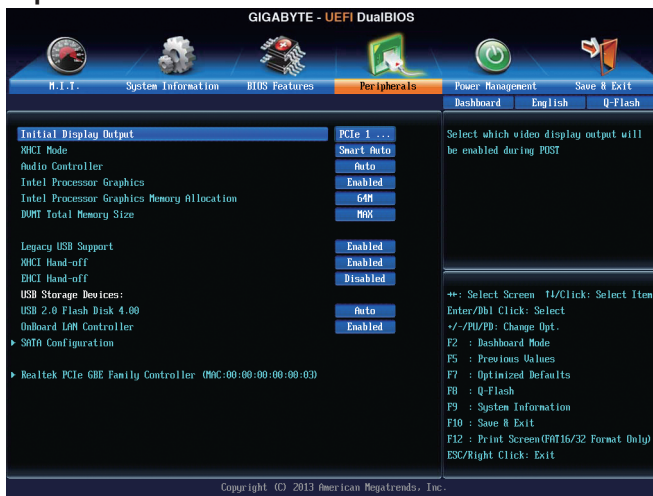 GIGABYTE - UEFI DualBIOS
M.I.T. System Information BIOS Features Peripherals Power Management Save & Exit
Dashboard English Q-Flash
Initial Display Output PCIe 1 ...
XHCI Mode Smart Auto
Audio Controller Auto
Intel Processor Graphics Enabled
Intel Processor Graphics Memory Allocation 64M
DVMT Total Memory Size MAX
Legacy USB Support Enabled
XHCI Hand-off Enabled
EHCI Hand-off Disabled
USB Storage Devices:
USB 2.0 Flash Disk 4.00 Auto
OnBoard LAN Controller Enabled
SATA Configuration
Realtek PCIe GBE Family Controller (MAC:00:00:00:00:00:03)
Select which video display output will
be enabled during POST
→←: Select Screen ↑↓/Click: Select Item
Enter/Dbl Click: Select
+/-/PU/PD: Change Opt.
F2 : Dashboard Mode
F5 : Previous Values
F7 : Optimized Defaults
F8 : Q-Flash
F9 : System Information
F10 : Save & Exit
F12 : Print Screen(FAT16/32 Format Only)
ESC/Right Click: Exit
Copyright (C) 2013 American Megatrends, Inc.